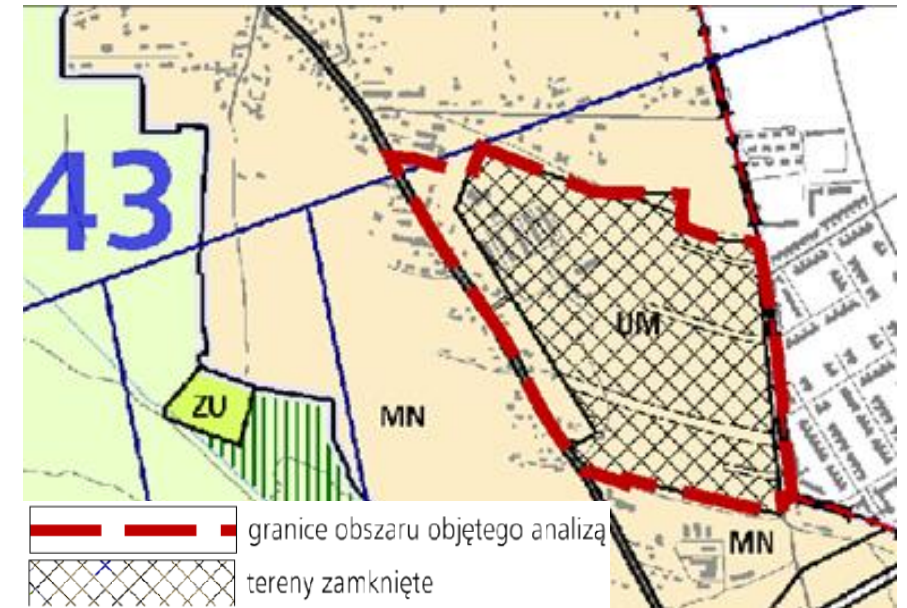 43
UM
ZU
MN
MN
granice obszaru objętego analizą
tereny zamknięte